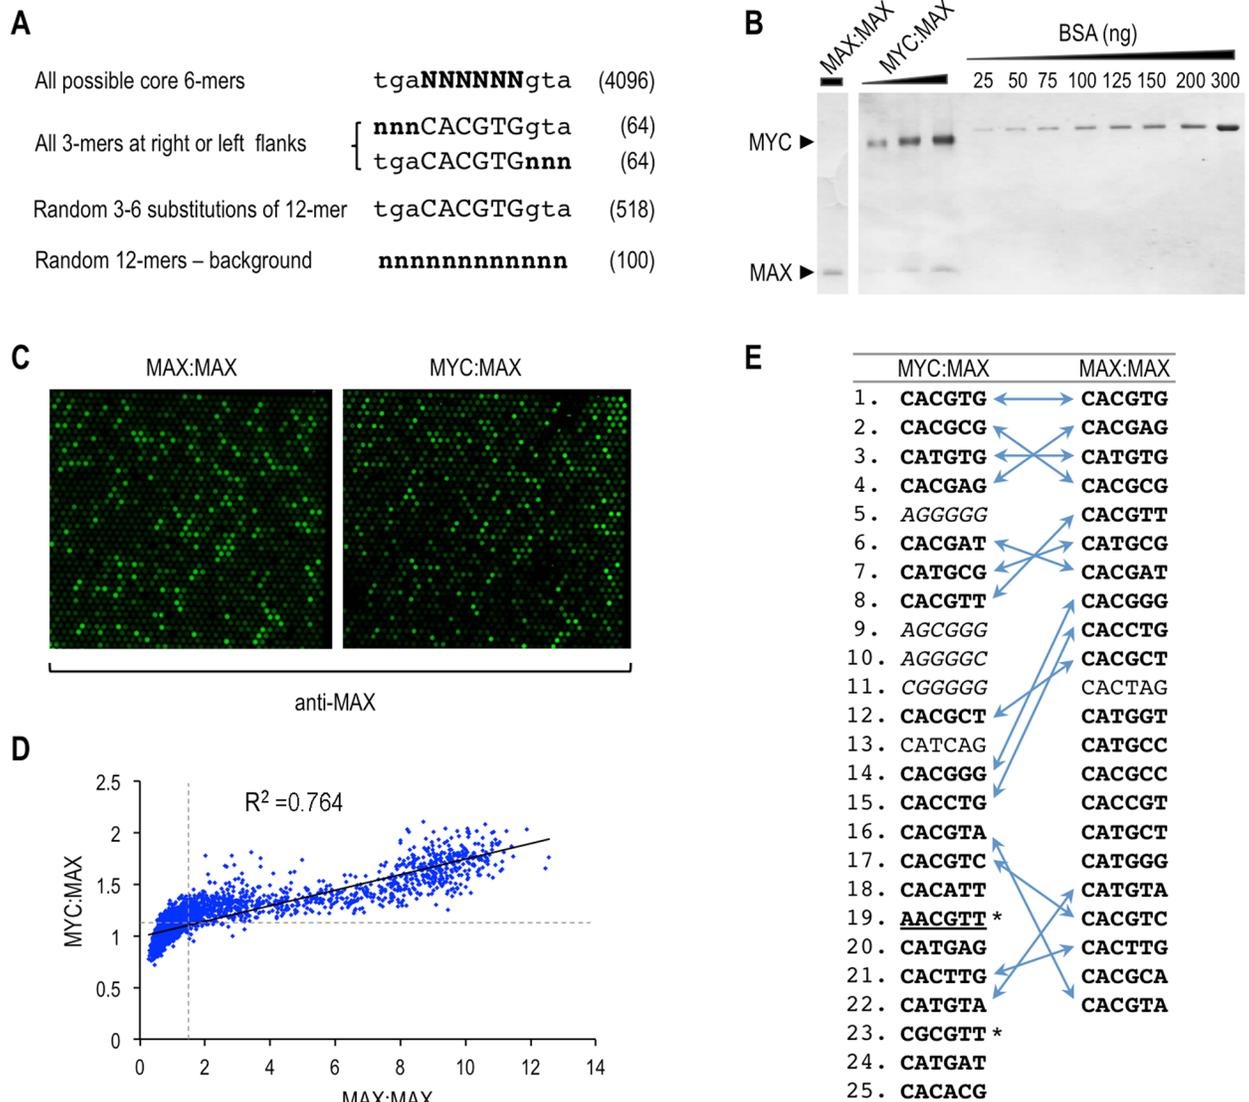 A
All possible core 6-mers tgaNNNNNNgta (4096)
nnnCACGTGgta (64)
All 3-mers at right or left flanks
tgaCACGTGnnn (64)
Random 3-6 substitutions of 12-mer tgaCACGTGgta (518)
Random 12-mers – background nnnnnnnnnnnn (100)
B
MAX:MAX
MYC:MAX
BSA (ng)
25 50 75 100 125 150 200 300
MYC
MAX
C
MAX:MAX MYC:MAX
anti-MAX
D
R² =0.764
MYC:MAX
2.5
2
1.5
1
0.5
0
0 2 4 6 8 10 12 14
MAX:MAX
E
MYC:MAX MAX:MAX
1. CACGTG CACGTG
2. CACGCG CACGAG
3. CATGTG CATGTG
4. CACGAG CACGCG
5. AGGGGG CACGTT
6. CACGAT CATGCG
7. CATGCG CACGAT
8. CACGTT CACGGG
9. AGCGGG CACCTG
10. AGGGGC CACGCT
11. CGGGGG CACTAG
12. CACGCT CATGGT
13. CATCAG CATGCC
14. CACGGG CACGCC
15. CACCTG CACCGT
16. CACGTA CATGCT
17. CACGTC CATGGG
18. CACATT CATGTA
19. AACGTT* CACGTC
20. CATGAG CACTTG
21. CACTTG CACGCA
22. CATGTA CACGTA
23. CGCGTT*
24. CATGAT
25. CACACG